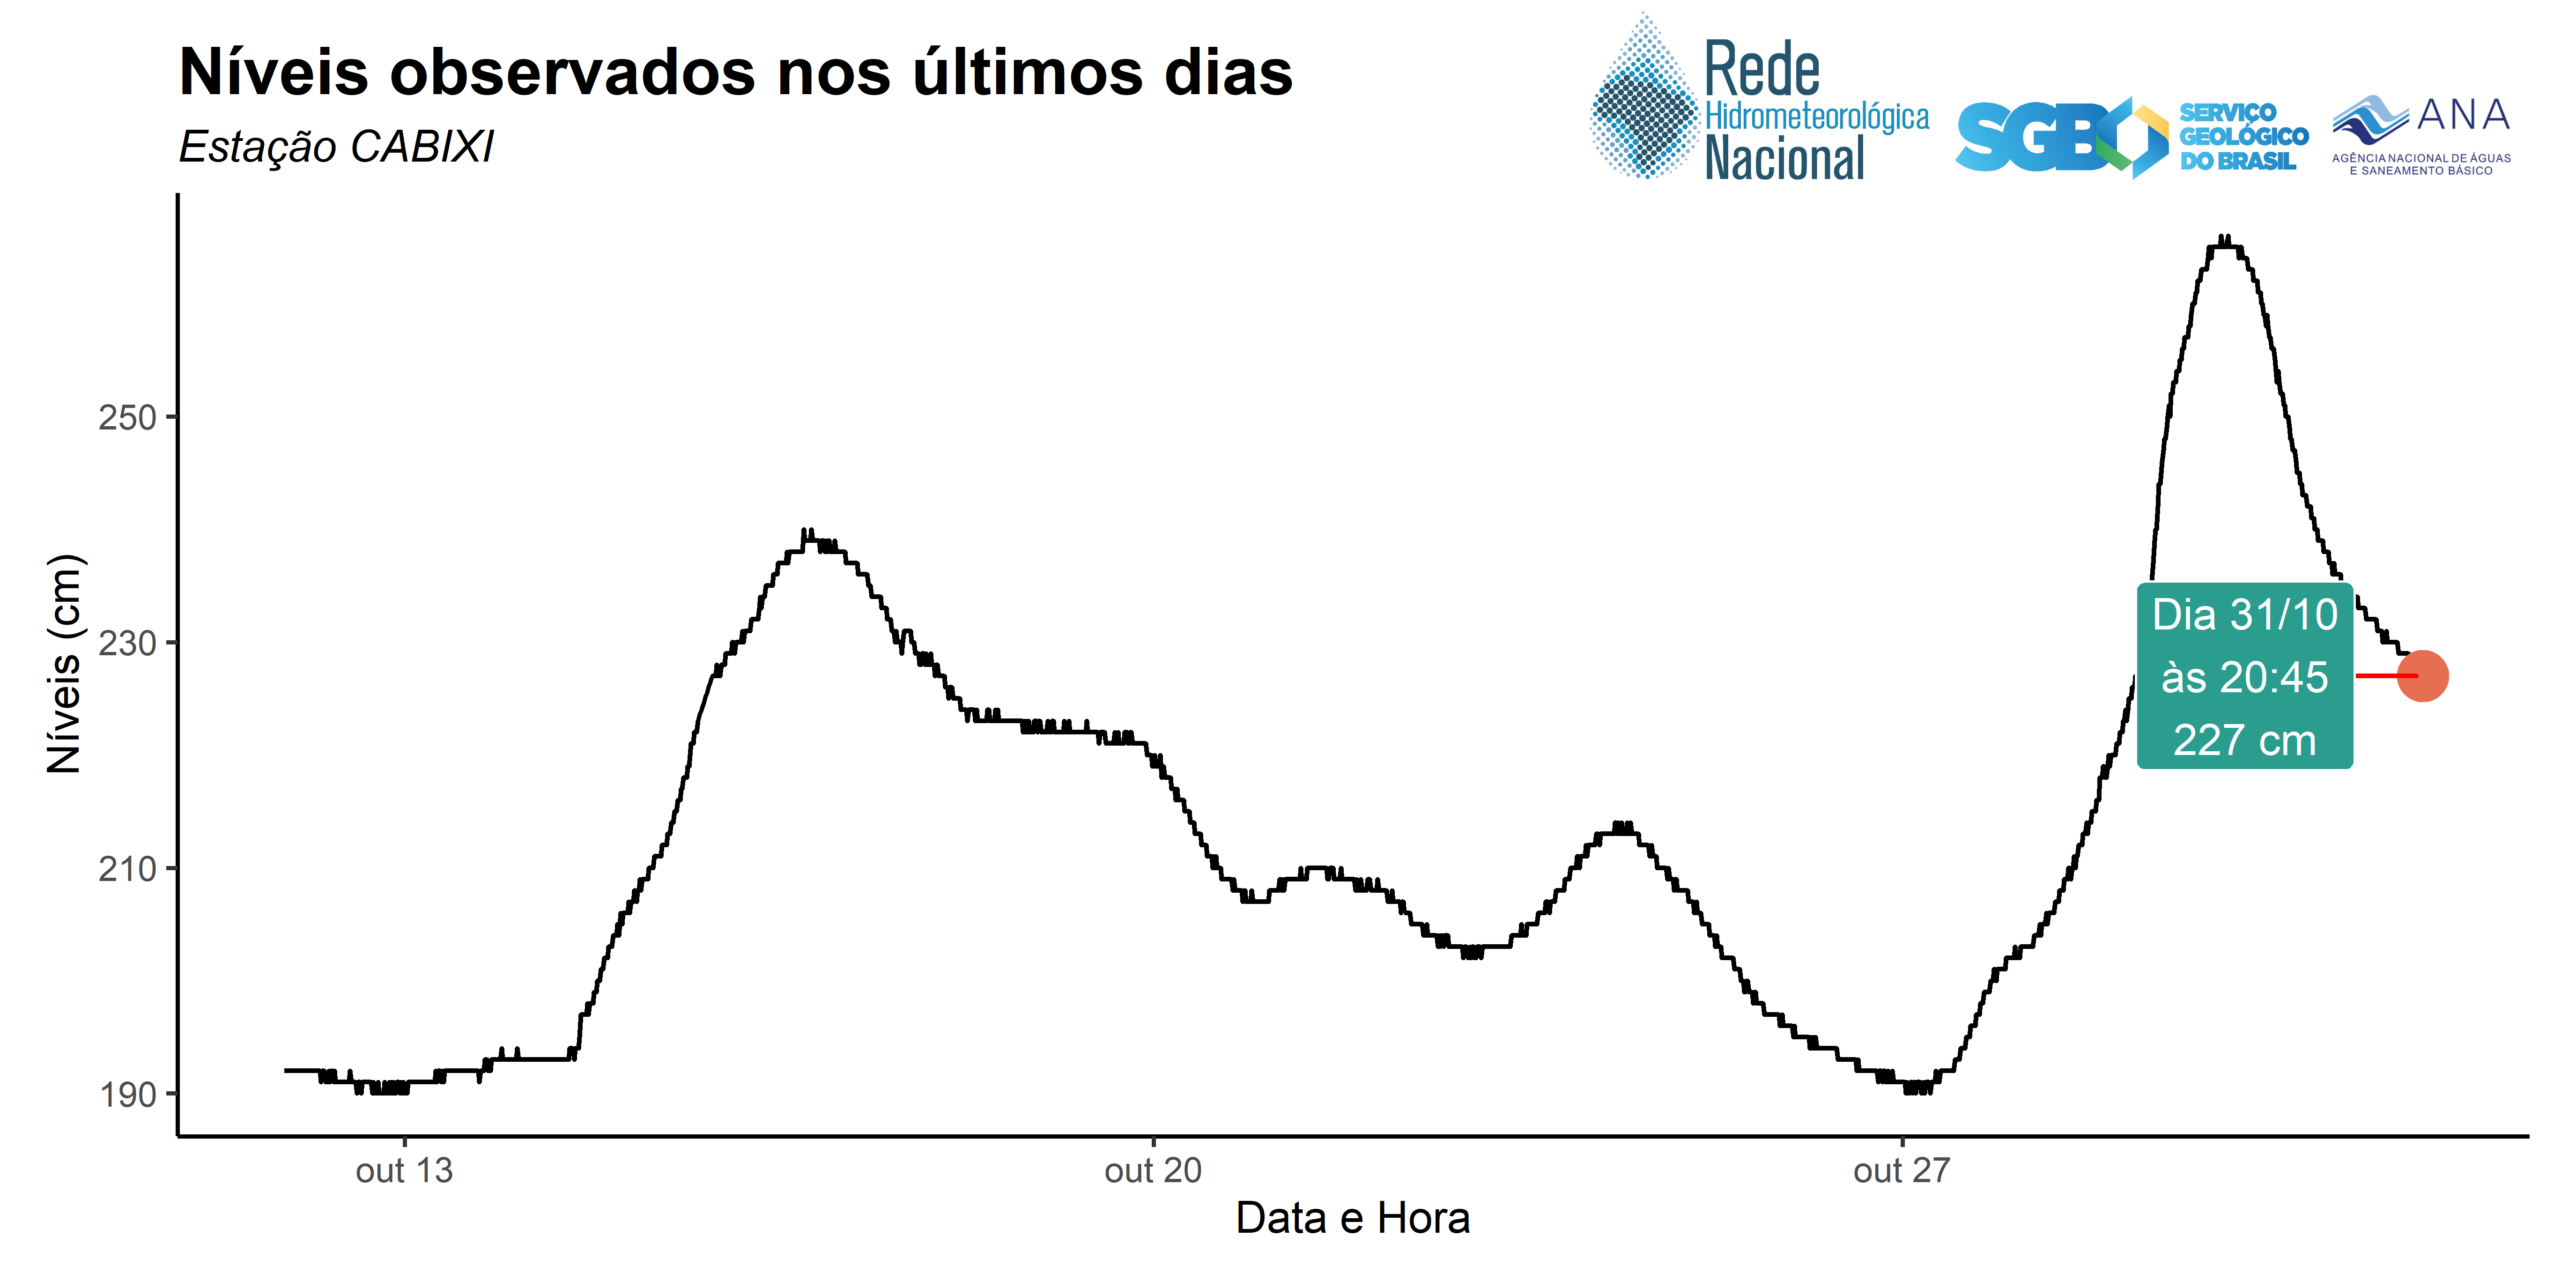 Níveis observados nos últimos dias
Estação CABIXI
Rede
Hidrometeorológica
Nacional
SGB
SERVIÇO
GEOLÓGICO
DO BRASIL
ANA
AGÊNCIA NACIONAL DE ÁGUAS
E SANEAMENTO BÁSICO
Níveis (cm)
250
230
210
190
Dia 31/10
às 20:45
227 cm
out 13
out 20
out 27
Data e Hora